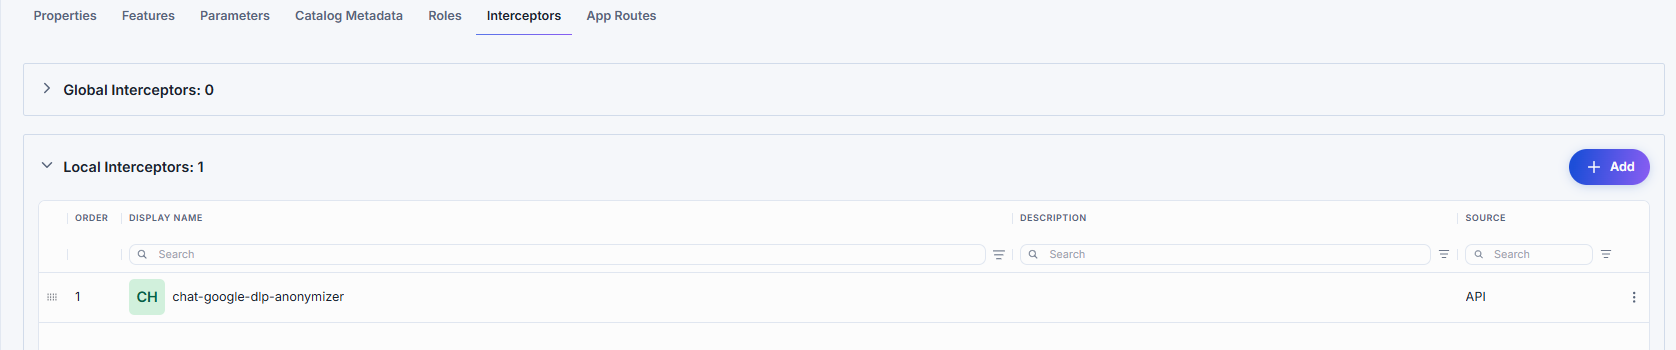 Properties Features Parameters Catalog Metadata Roles Interceptors App Routes
Global Interceptors: 0
Local Interceptors: 1
Add
ORDER DISPLAY NAME DESCRIPTION SOURCE
Search Search Search
1 CH chat-google-dlp-anonymizer API